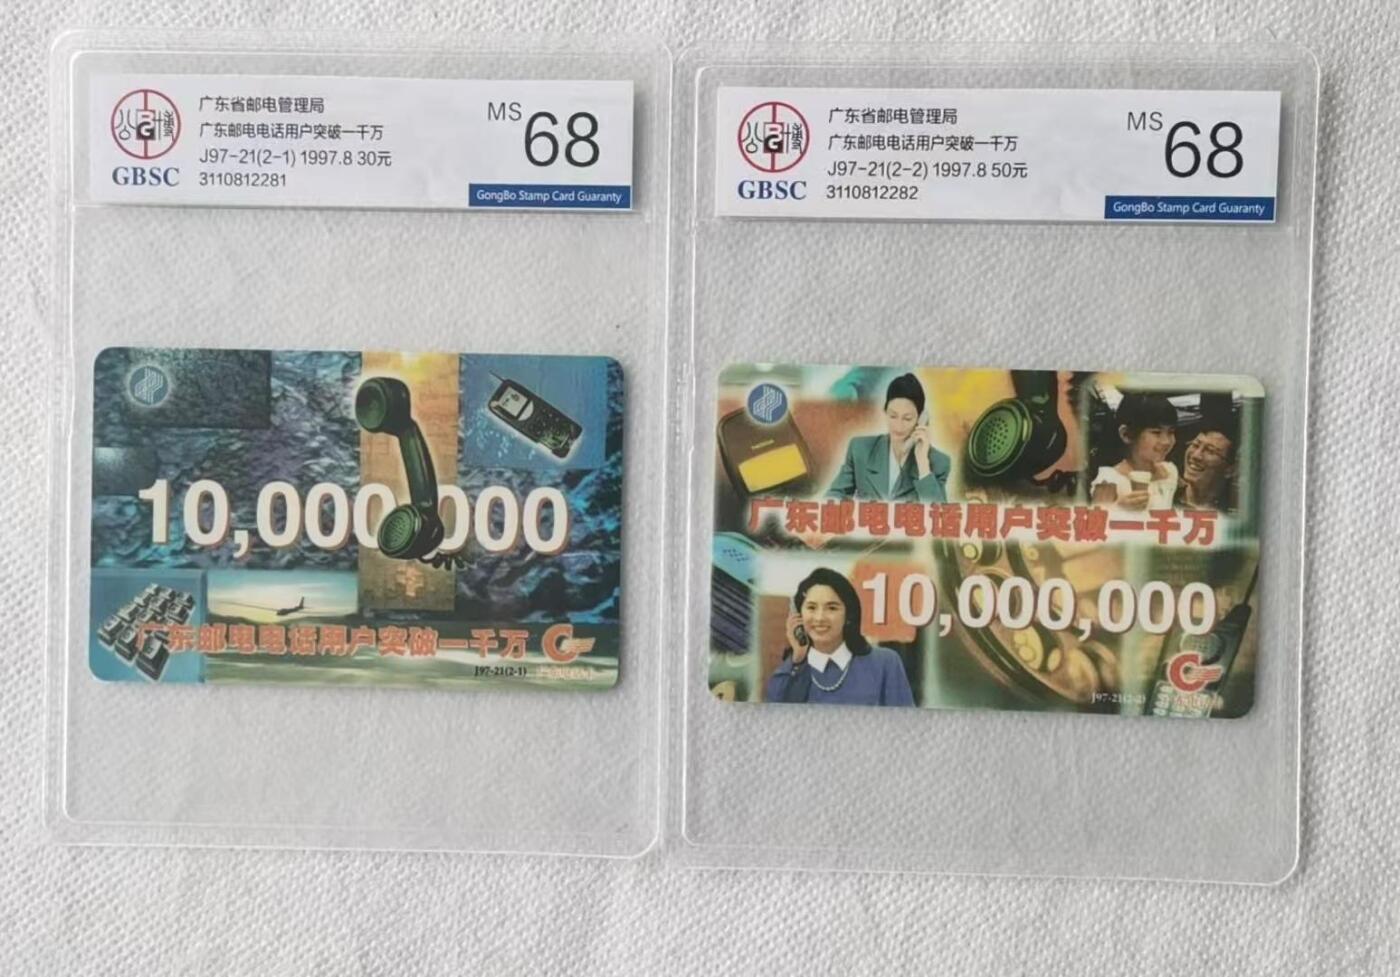 广东省邮电管理局
广东邮电电话用户突破一千万
J97-21(2-1) 1997.8 30元
3110812281
GBSC
MS 68
GongBo Stamp Card Guaranty
广东省邮电管理局
广东邮电电话用户突破一千万
J97-21(2-2) 1997.8 50元
3110812282
GBSC
MS 68
GongBo Stamp Card Guaranty
10,000,000
广东邮电电话用户突破一千万
J97-21(2-1)
广东邮电电话用户突破一千万
10,000,000
J97-21(2-2)